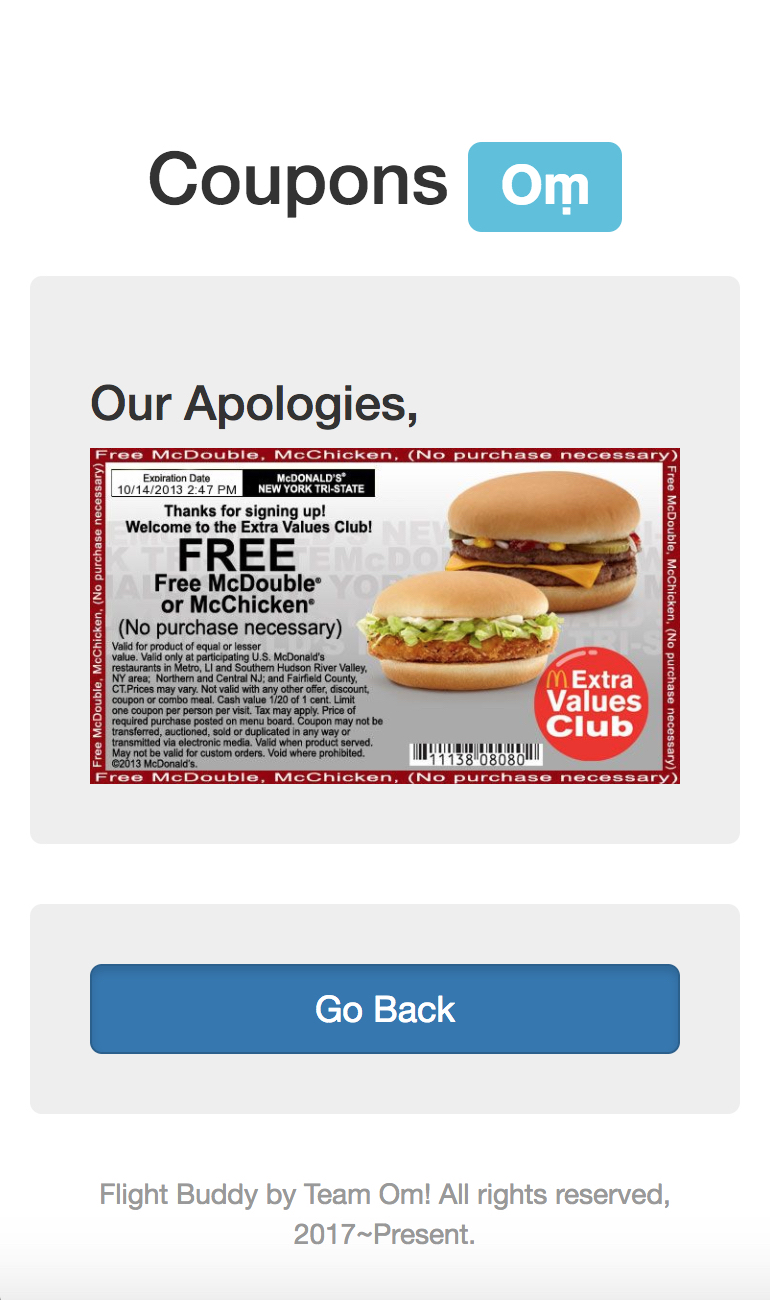 Coupons Oṃ
Our Apologies,
Free McDouble, McChicken, (No purchase necessary)
Free McDouble, McChicken, (No purchase necessary)
Expiration Date
10/14/2013 2:47 PM
McDONALD'S®
NEW YORK TRI-STATE
Thanks for signing up!
Welcome to the Extra Values Club!
FREE
Free McDouble®
or McChicken®
(No purchase necessary)
Valid for product of equal or lesser
value. Valid only at participating U.S. McDonald's
restaurants in Metro, LI and Southern Hudson River Valley,
NY area; Northern and Central NJ; and Fairfield County,
CT.Prices may vary. Not valid with any other offer, discount,
coupon or combo meal. Cash value 1/20 of 1 cent. Limit
one coupon per person per visit. Tax may apply. Price of
required purchase posted on menu board. Coupon may not be
transferred, auctioned, sold or duplicated in any way or
transmitted via electronic media. Valid when product served.
May not be valid for custom orders. Void where prohibited.
©2013 McDonald's.
Extra
Values
Club
11138 08080
Free McDouble, McChicken, (No purchase necessary)
Free McDouble, McChicken, (No purchase necessary)
Go Back
Flight Buddy by Team Om! All rights reserved,
2017~Present.